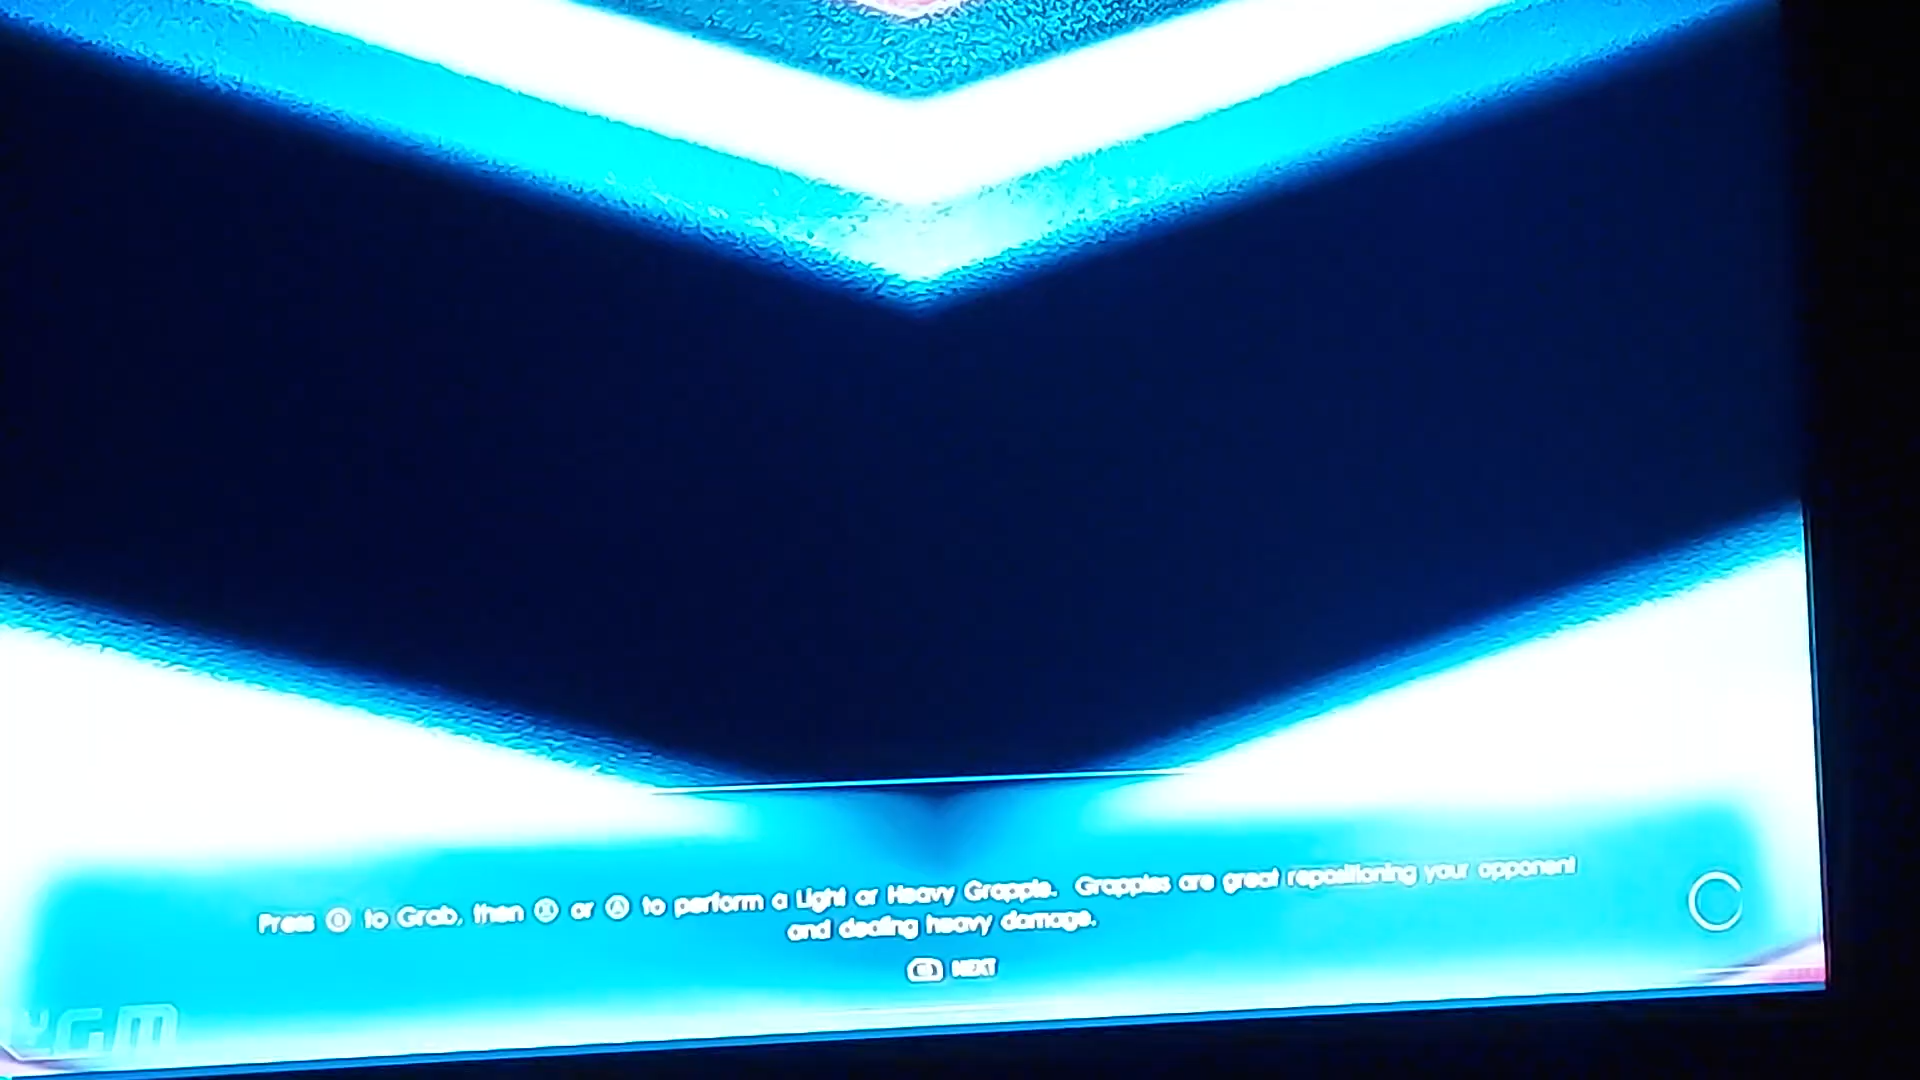 Press Ⓑ to Grab, then Ⓧ or Ⓐ to perform a Light or Heavy Grapple. Grapples are great repositioning your opponent
and dealing heavy damage.
NEXT